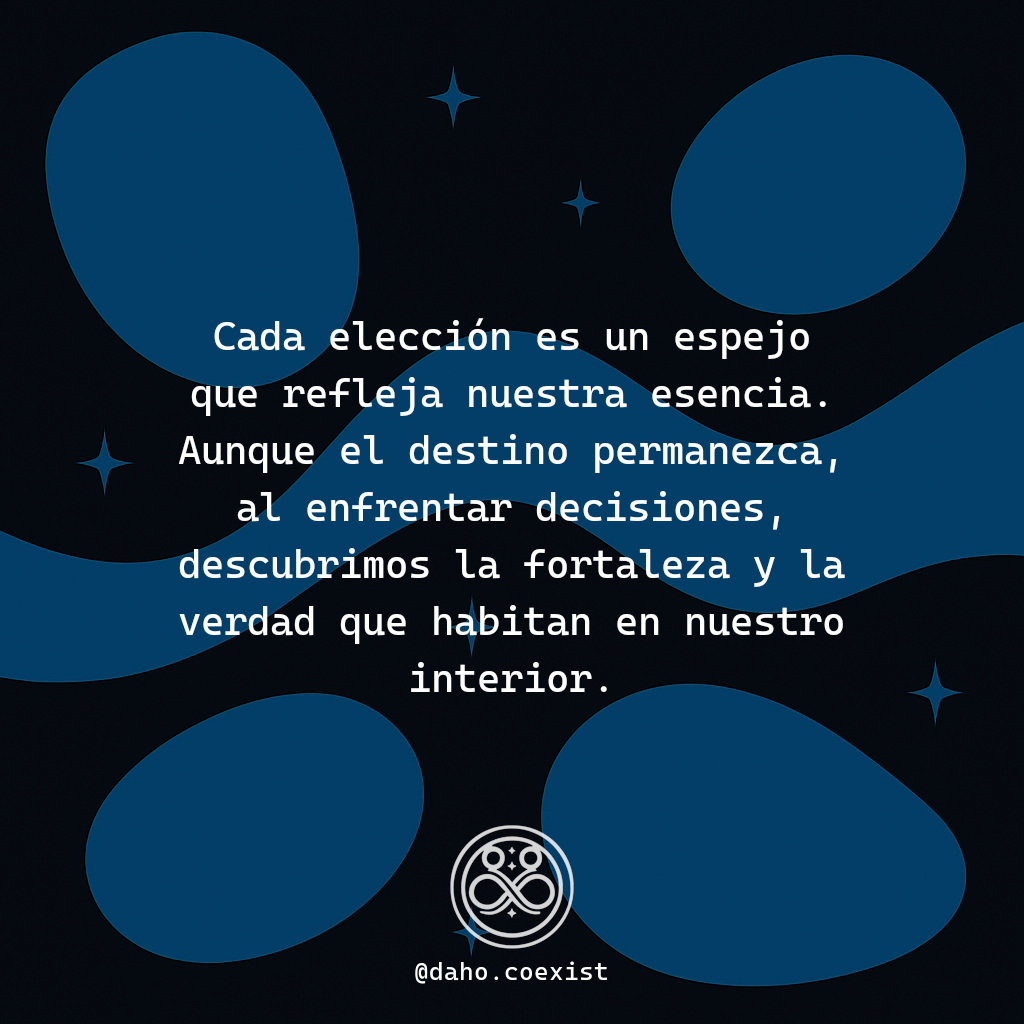 Cada elección es un espejo
que refleja nuestra esencia.
Aunque el destino permanezca,
al enfrentar decisiones,
descubrimos la fortaleza y la
verdad que habitan en nuestro
interior.
@daho.coexist